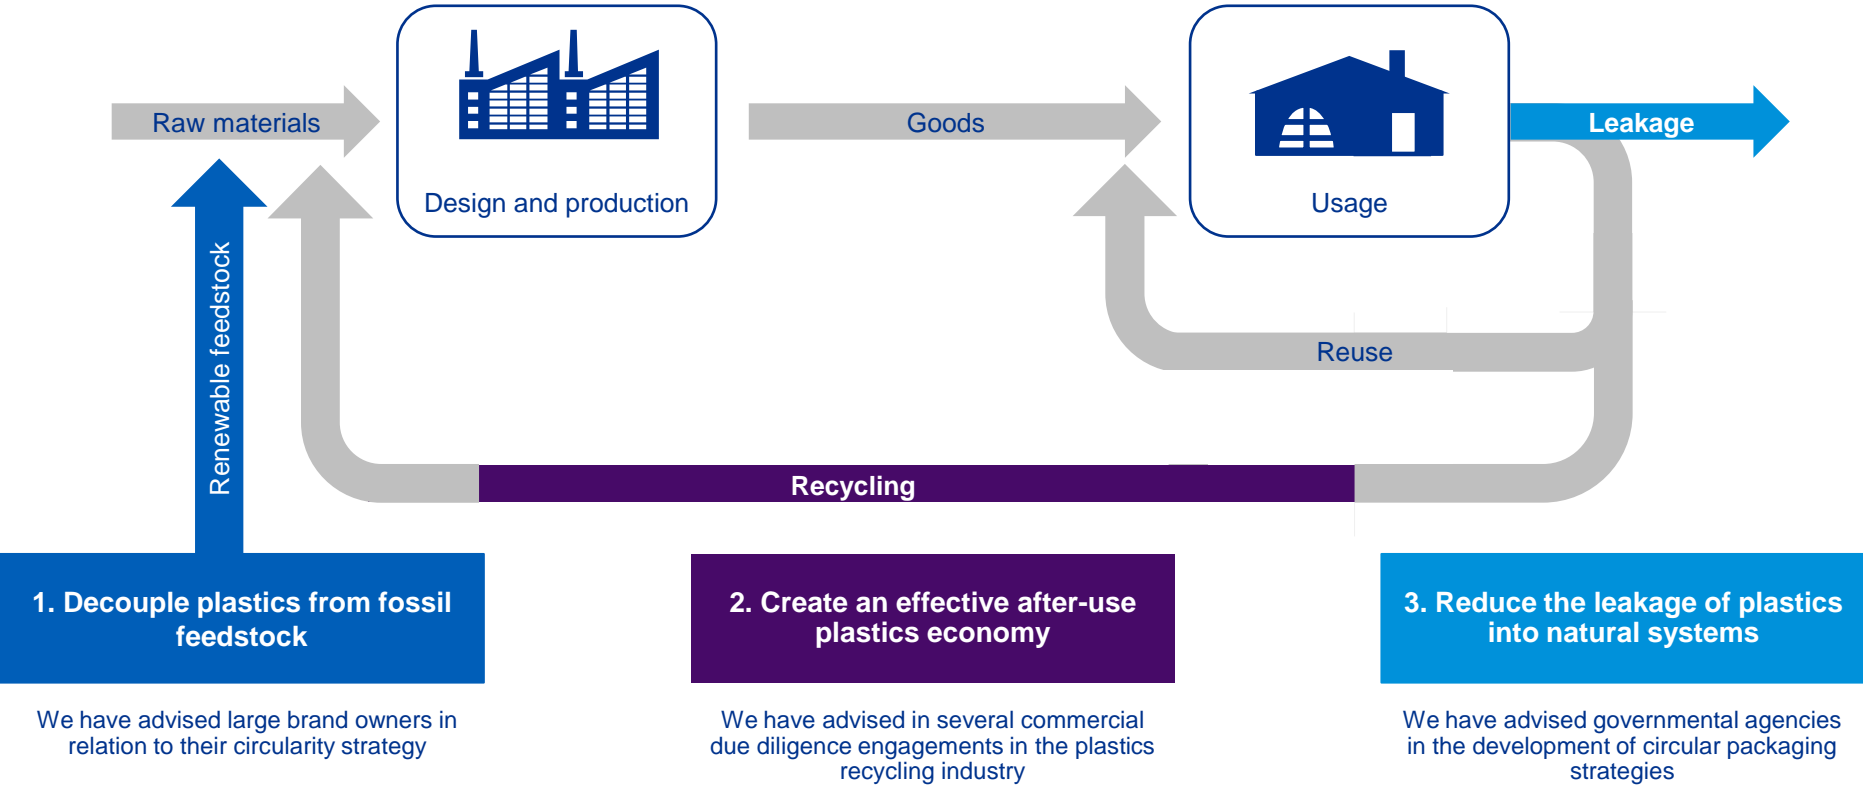 Raw materials
Design and production
Goods
Usage
Leakage
Renewable feedstock
Reuse
Recycling
1. Decouple plastics from fossil
feedstock
2. Create an effective after-use
plastics economy
3. Reduce the leakage of plastics
into natural systems
We have advised large brand owners in
relation to their circularity strategy
We have advised in several commercial
due diligence engagements in the plastics
recycling industry
We have advised governmental agencies
in the development of circular packaging
strategies